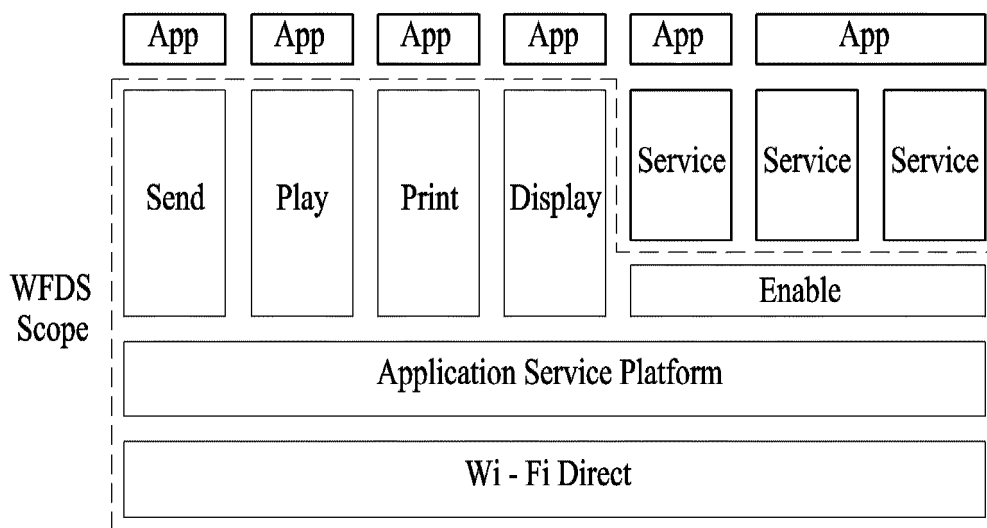 App App App App App App
Service Service Service
Send Play Print Display
WFDS
Scope
Enable
Application Service Platform
Wi - Fi Direct